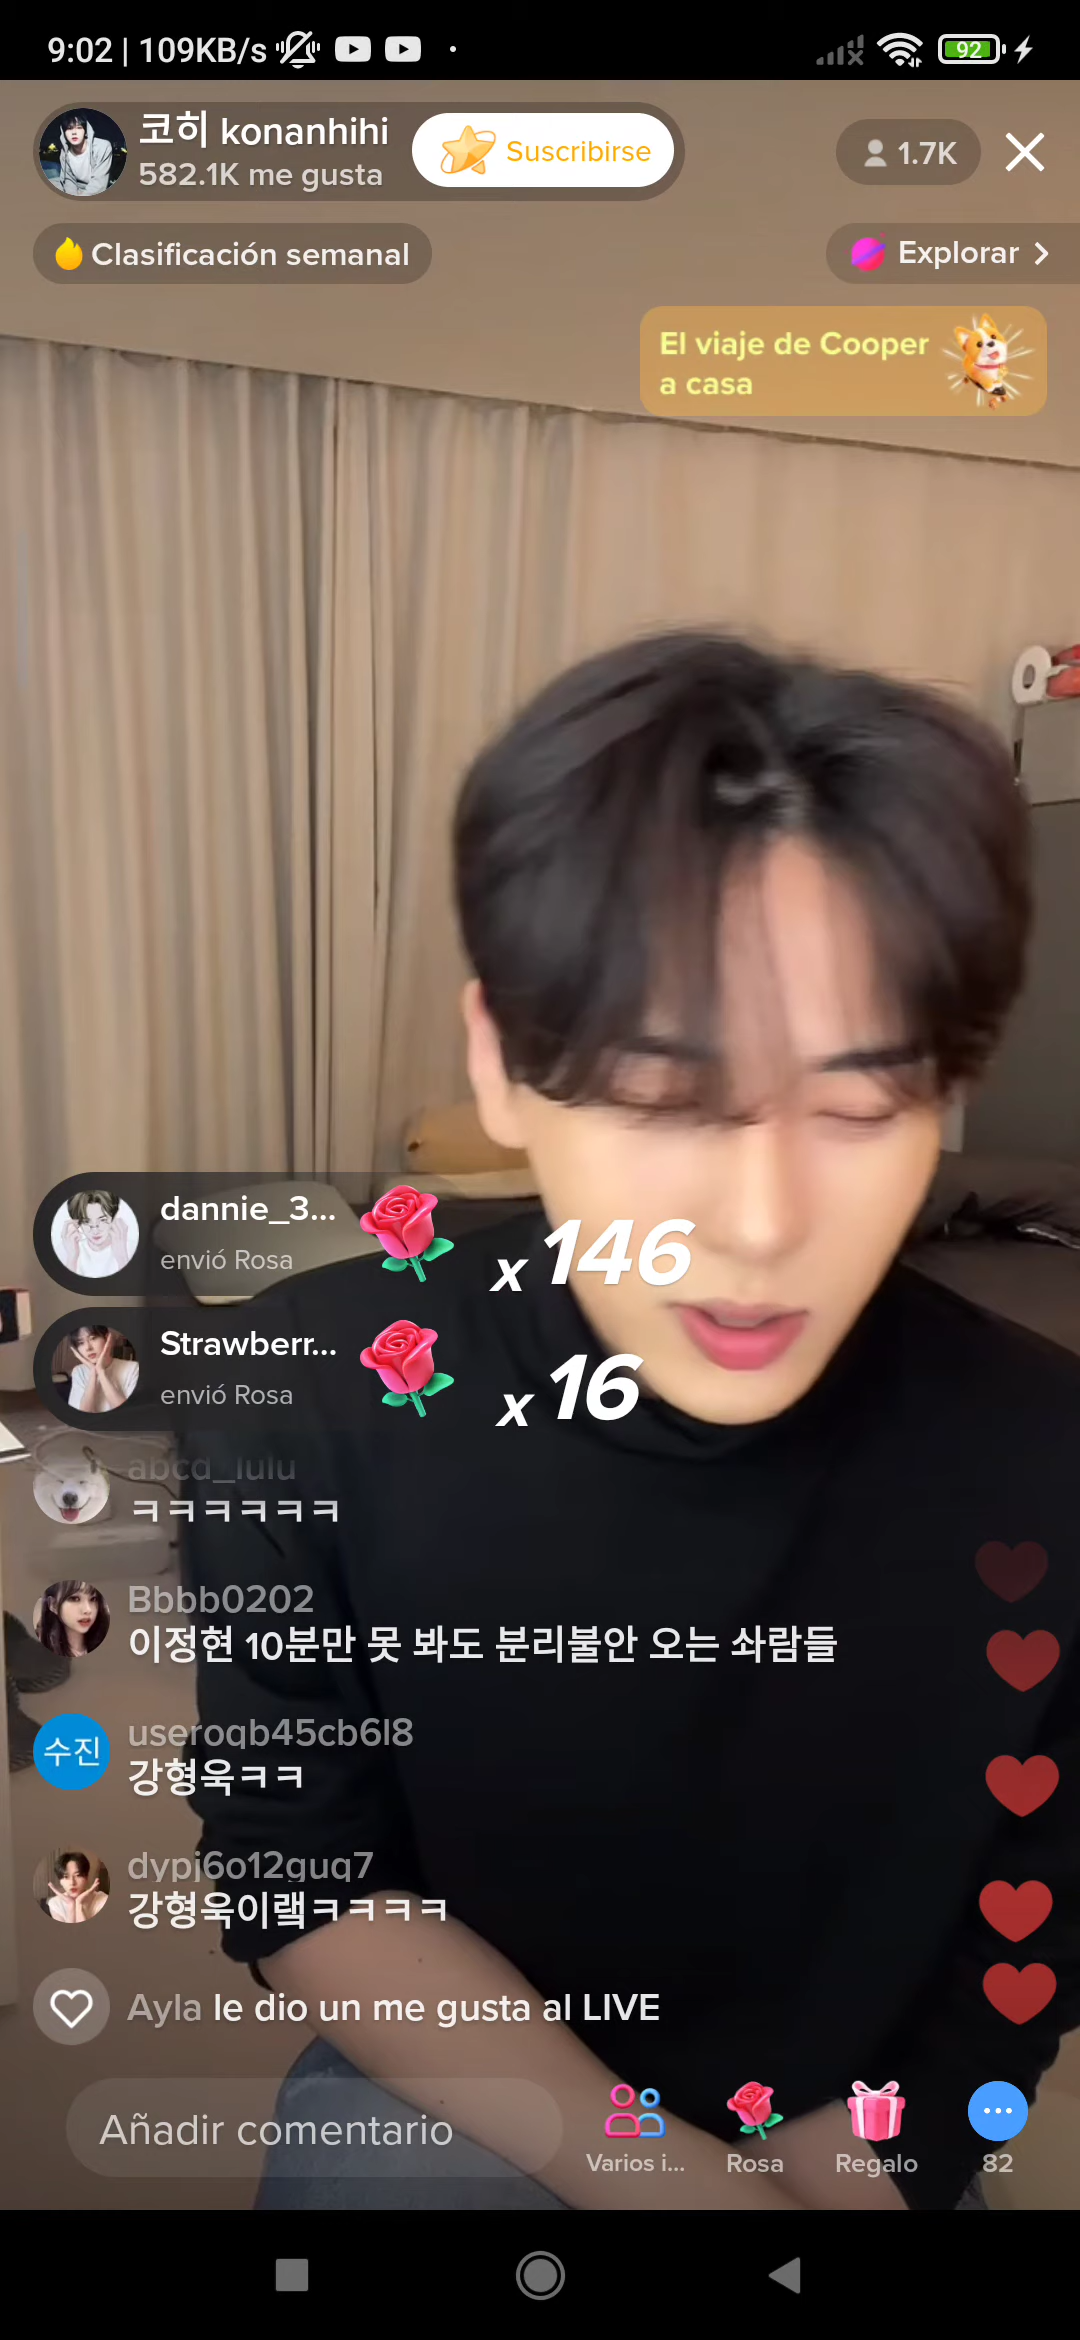 9:02 | 109KB/s
92
코히 konanhihi
582.1K me gusta
Suscribirse
1.7K
Clasificación semanal
Explorar
El viaje de Cooper
a casa
dannie_3...
envió Rosa
x 146
Strawberr...
envió Rosa
x 16
abcd_lulu
ㅋㅋㅋㅋㅋㅋ
Bbbb0202
이정현 10분만 못 봐도 분리불안 오는 솨람들
수진
useroqb45cb6l8
강형욱ㅋㅋ
dypj6o12guq7
강형욱이램ㅋㅋㅋㅋ
Ayla le dio un me gusta al LIVE
Añadir comentario
Varios i...
Rosa
Regalo
82